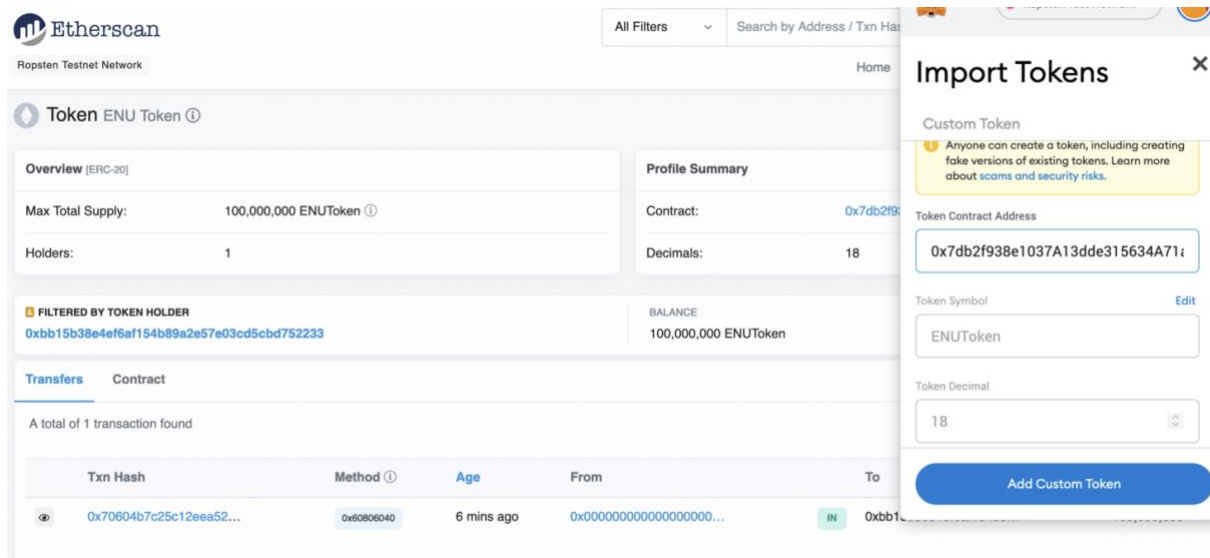 Etherscan
All Filters
Search by Address / Txn Has
Ropsten Testnet Network
Home
Import Tokens
Token ENU Token
Custom Token
Anyone can create a token, including creating
fake versions of existing tokens. Learn more
about scams and security risks.
Overview [ERC-20]
Profile Summary
Max Total Supply: 100,000,000 ENUToken
Contract: 0x7db2f93
Holders: 1
Decimals: 18
Token Contract Address
0x7db2f938e1037A13dde315634A71
FILTERED BY TOKEN HOLDER
0xbb15b38e4ef6af154b89a2e57e03cd5cbd752233
BALANCE
100,000,000 ENUToken
Token Symbol
Edit
ENUToken
Token Decimal
18
Add Custom Token
Transfers Contract
A total of 1 transaction found
Txn Hash Method Age From To
0x70604b7c25c12eea52... 0x60806040 6 mins ago 0x000000000000000000... IN